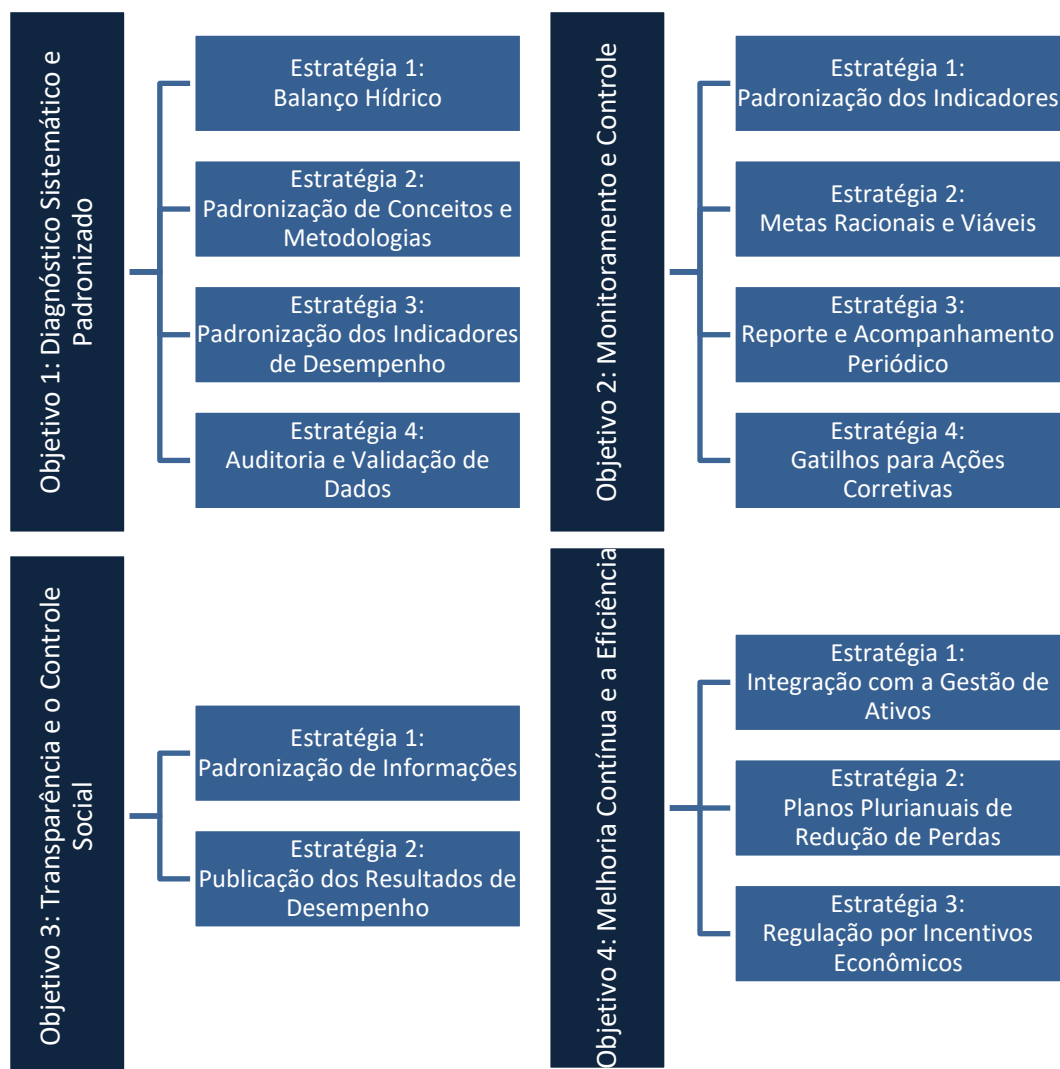 Objetivo 1: Diagnóstico Sistemático e
Padronizado
Estratégia 1:
Balanço Hídrico
Estratégia 2:
Padronização de Conceitos e
Metodologias
Estratégia 3:
Padronização dos Indicadores
de Desempenho
Estratégia 4:
Auditoria e Validação de
Dados
Objetivo 2: Monitoramento e Controle
Estratégia 1:
Padronização dos Indicadores
Estratégia 2:
Metas Racionais e Viáveis
Estratégia 3:
Reporte e Acompanhamento
Periódico
Estratégia 4:
Gatilhos para Ações
Corretivas
Objetivo 3: Transparência e o Controle
Social
Estratégia 1:
Padronização de Informações
Estratégia 2:
Publicação dos Resultados de
Desempenho
Objetivo 4: Melhoria Contínua e a Eficiência
Estratégia 1:
Integração com a Gestão de
Ativos
Estratégia 2:
Planos Plurianuais de
Redução de Perdas
Estratégia 3:
Regulação por Incentivos
Econômicos